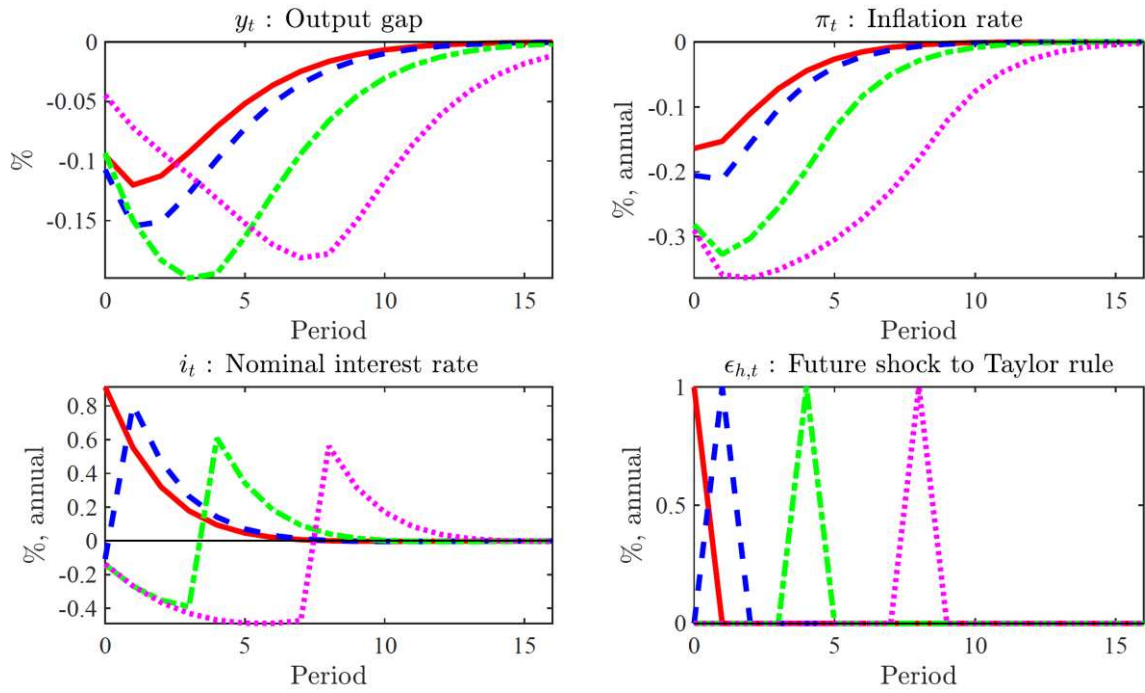 y_t : Output gap
0
-0.05
-0.1
-0.15
%
0 5 10 15
Period
π_t : Inflation rate
0
-0.1
-0.2
-0.3
%, annual
0 5 10 15
Period
i_t : Nominal interest rate
0.8
0.6
0.4
0.2
0
-0.2
-0.4
%, annual
0 5 10 15
Period
ϵ_{h,t} : Future shock to Taylor rule
1
0.5
0
%, annual
0 5 10 15
Period